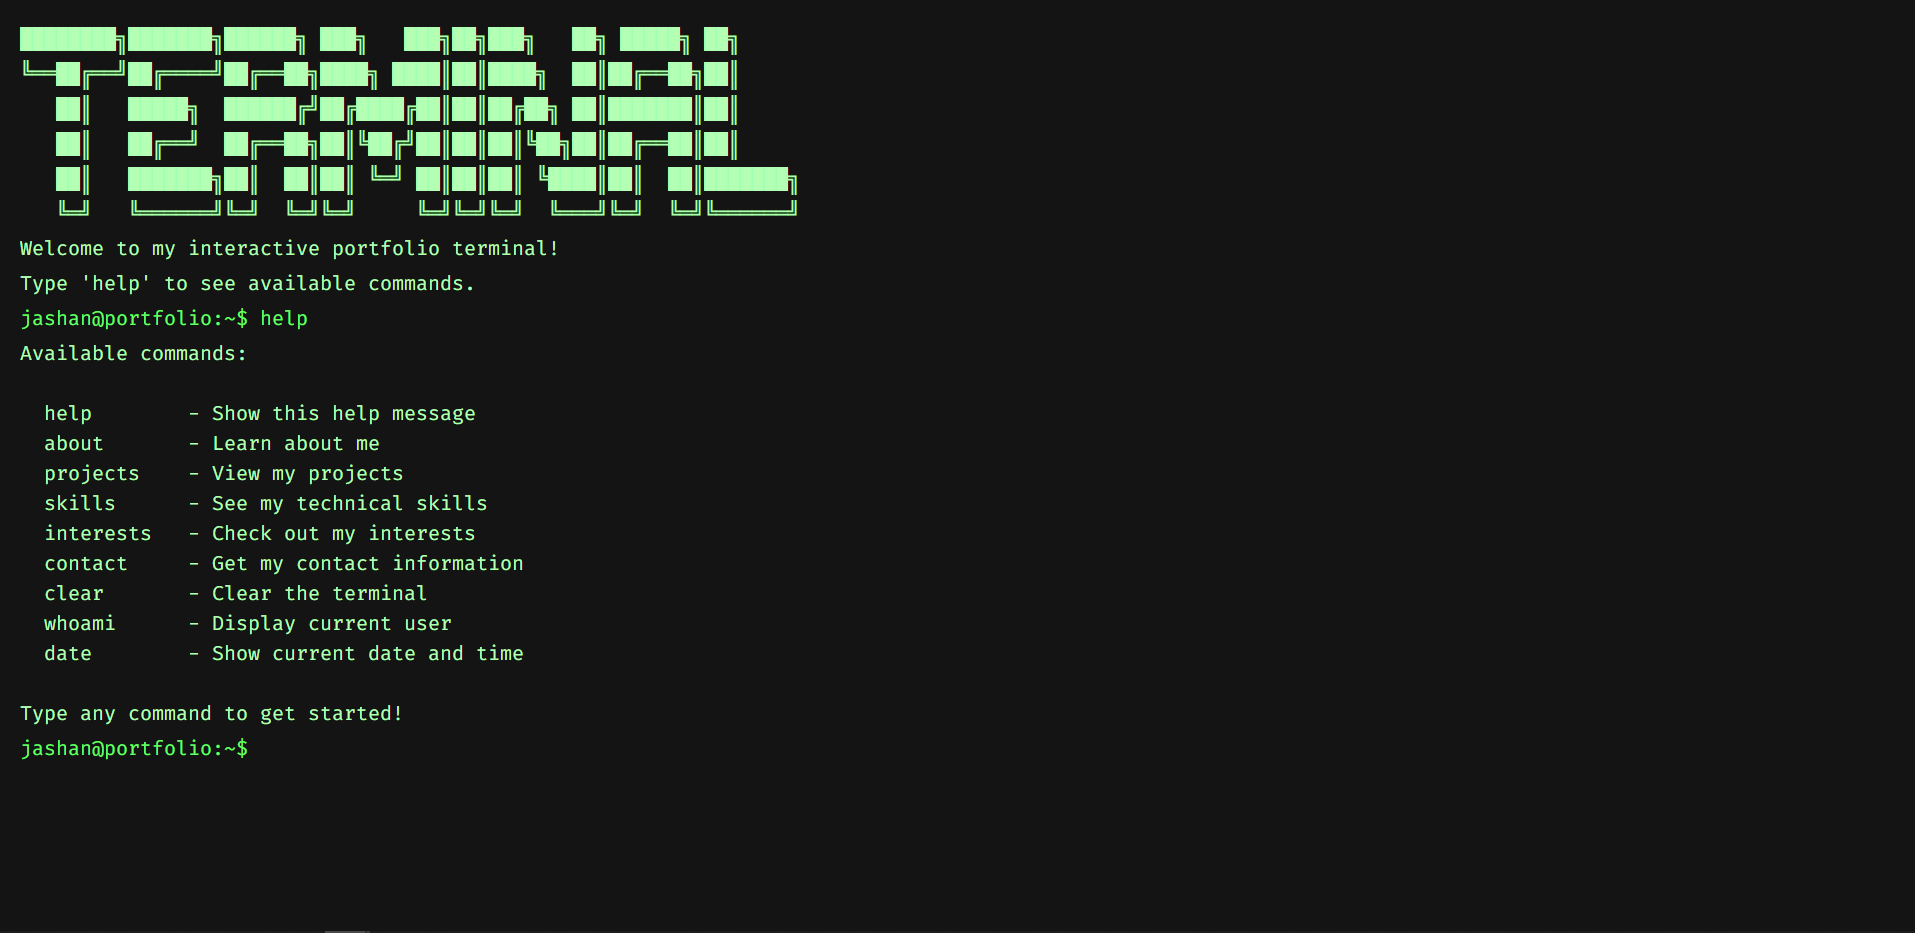 TERMINAL
Welcome to my interactive portfolio terminal!
Type 'help' to see available commands.
jashan@portfolio:~$ help
Available commands:
help - Show this help message
about - Learn about me
projects - View my projects
skills - See my technical skills
interests - Check out my interests
contact - Get my contact information
clear - Clear the terminal
whoami - Display current user
date - Show current date and time
Type any command to get started!
jashan@portfolio:~$